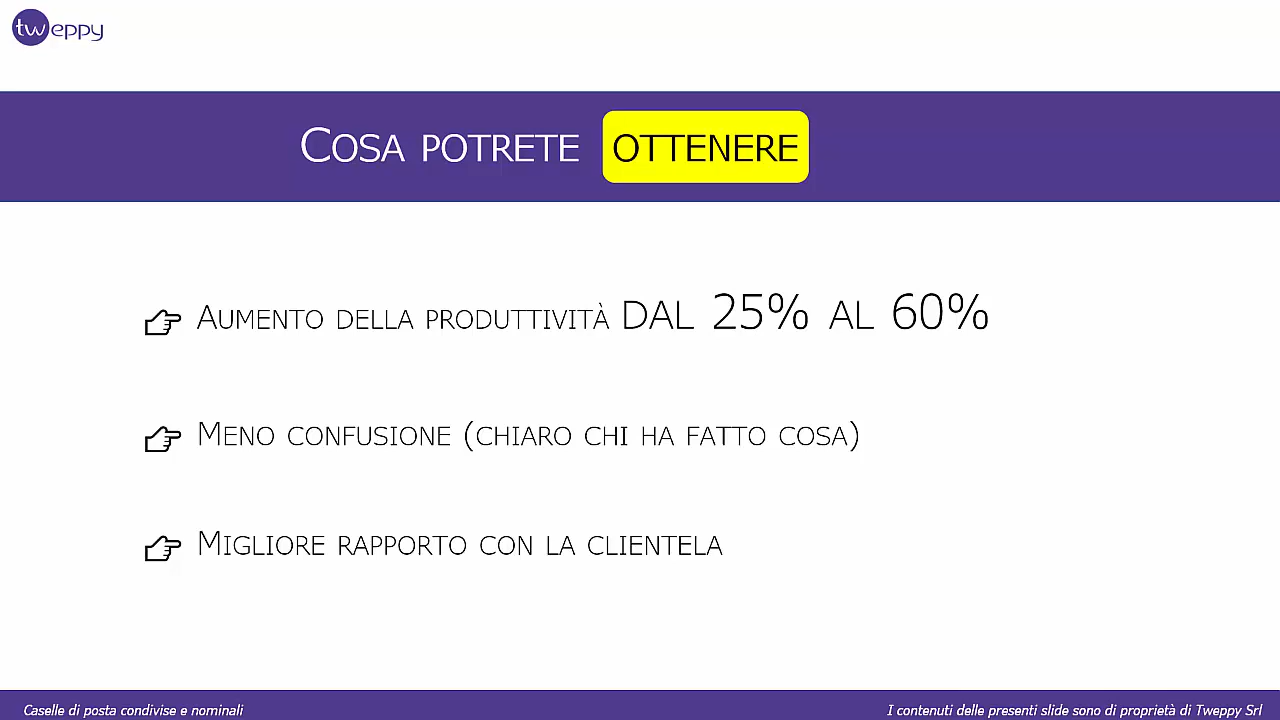 tweppy
Cosa potrete ottenere
Aumento della produttività dal 25% al 60%
Meno confusione (chiaro chi ha fatto cosa)
Migliore rapporto con la clientela
Caselle di posta condivise e nominali
I contenuti delle presenti slide sono di proprietà di Tweppy Srl